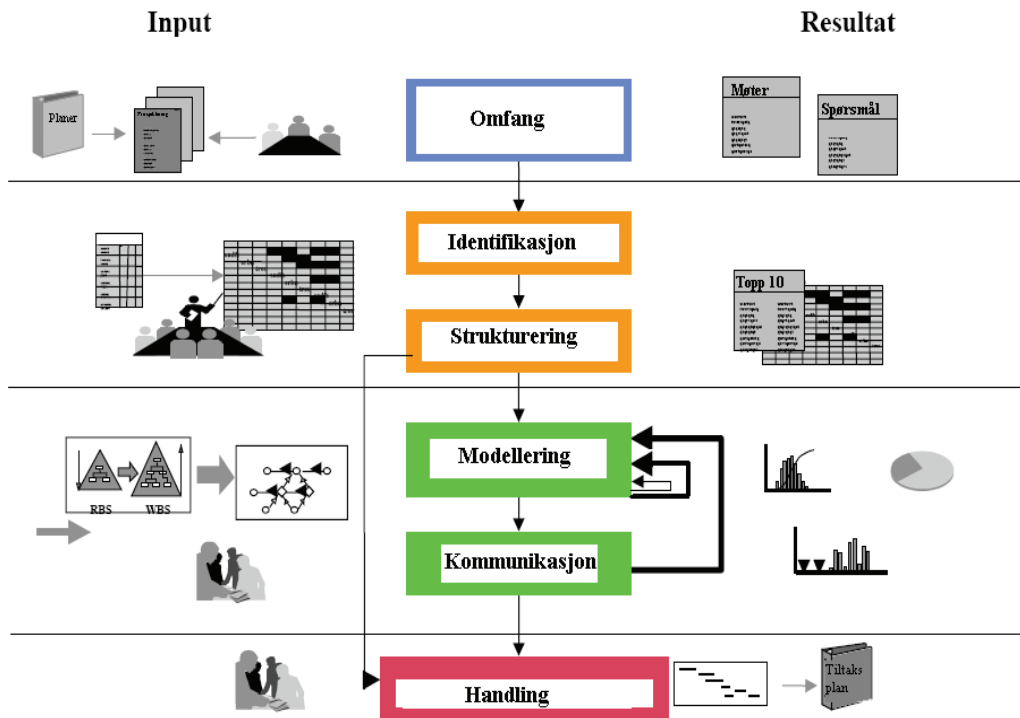 Input
Resultat
Planer
Omfang
Møter
Spørsmål
Identifikasjon
Topp 10
Strukturering
Modellering
RBS
WBS
Kommunikasjon
Handling
Tiltaks
plan